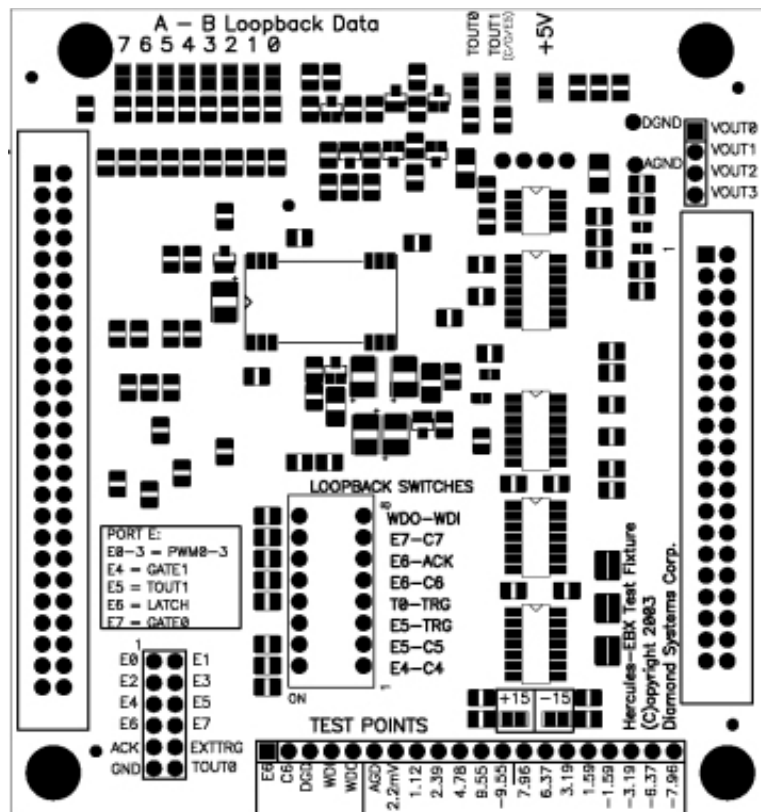 A - B Loopback Data
7 6 5 4 3 2 1 0
TOUT0
TOUT1
(C/D/E5)
+5V
DGND
AGND
VOUT0
VOUT1
VOUT2
VOUT3
1
LOOPBACK SWITCHES
8
WDO-WDI
E7-C7
E6-ACK
E6-C6
T0-TRG
E5-TRG
E5-C5
E4-C4
1
ON
PORT E:
E0-3 = PWM0-3
E4 = GATE1
E5 = TOUT1
E6 = LATCH
E7 = GATE0
1
E0 E1
E2 E3
E4 E5
E6 E7
ACK EXTTRG
GND TOUT0
+15 -15
Hercules-EBX Test Fixture
(C)opyright 2003
Diamond Systems Corp.
TEST POINTS
E6
C6
DGD
WDI
WDO
AGD
2.2mV
1.12
2.39
4.78
9.55
-9.55
7.96
6.37
3.19
1.59
-1.59
-3.19
-6.37
-7.96